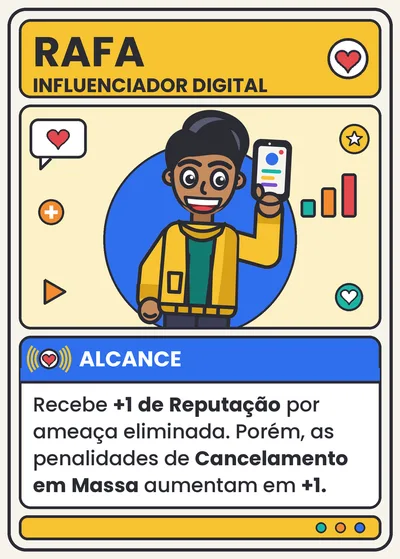 RAFA
INFLUENCIADOR DIGITAL
ALCANCE
Recebe +1 de Reputação por
ameaça eliminada. Porém, as
penalidades de Cancelamento
em Massa aumentam em +1.